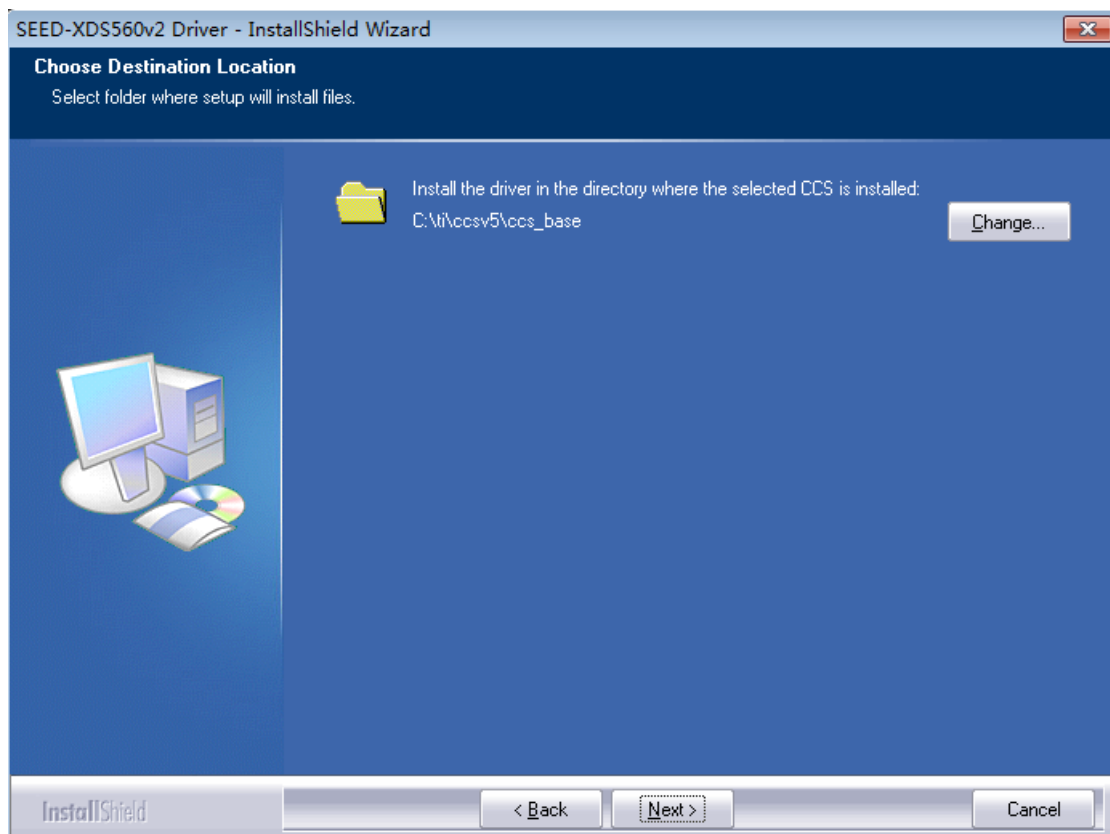 SEED-XDS560v2 Driver - InstallShield Wizard
Choose Destination Location
Select folder where setup will install files.
Install the driver in the directory where the selected CCS is installed:
C:\ti\ccsv5\ccs_base
Change...
InstallShield
< Back
Next >
Cancel